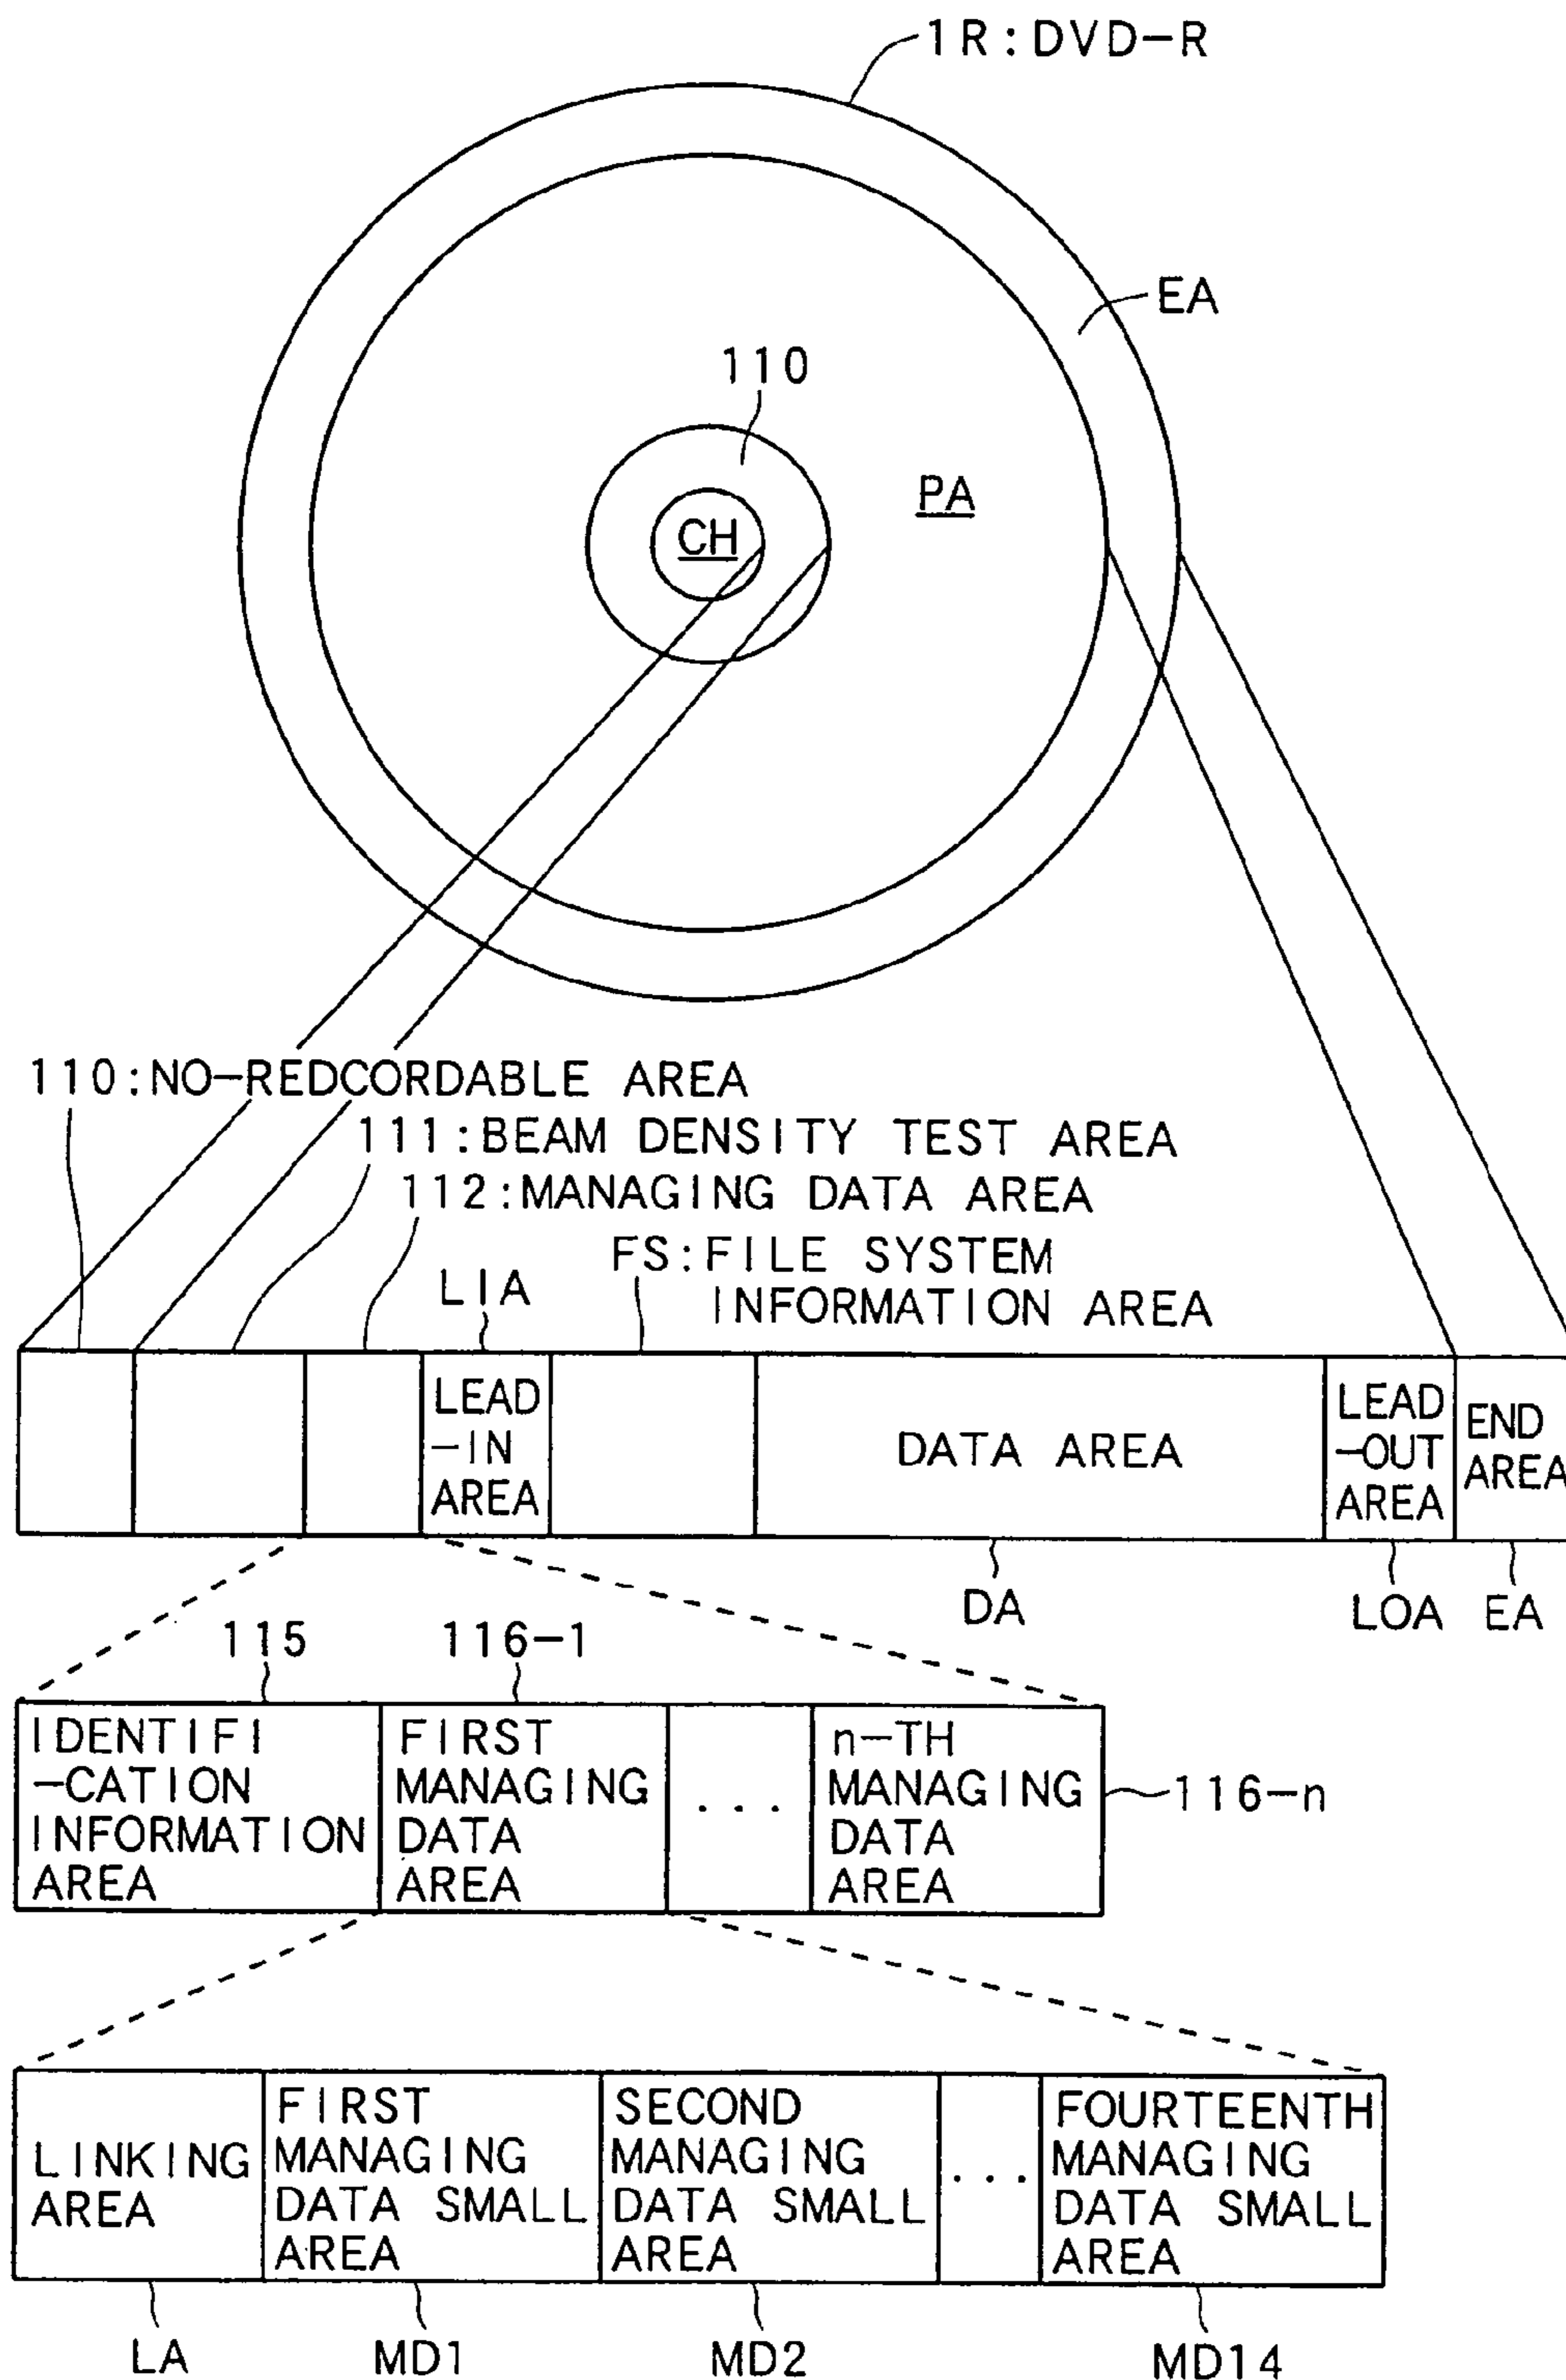 1R:DVD-R
EA
110
PA
CH
110:NO-REDCORDABLE AREA
111:BEAM DENSITY TEST AREA
112:MANAGING DATA AREA
FS:FILE SYSTEM
INFORMATION AREA
LIA
LEAD
-IN
AREA
DATA AREA
LEAD
-OUT
AREA
END
AREA
DA
LOA
EA
115
116-1
IDENTIFI
-CATION
INFORMATION
AREA
FIRST
MANAGING
DATA
AREA
...
n-TH
MANAGING
DATA
AREA
116-n
LINKING
AREA
FIRST
MANAGING
DATA SMALL
AREA
SECOND
MANAGING
DATA SMALL
AREA
...
FOURTEENTH
MANAGING
DATA SMALL
AREA
LA
MD1
MD2
MD14